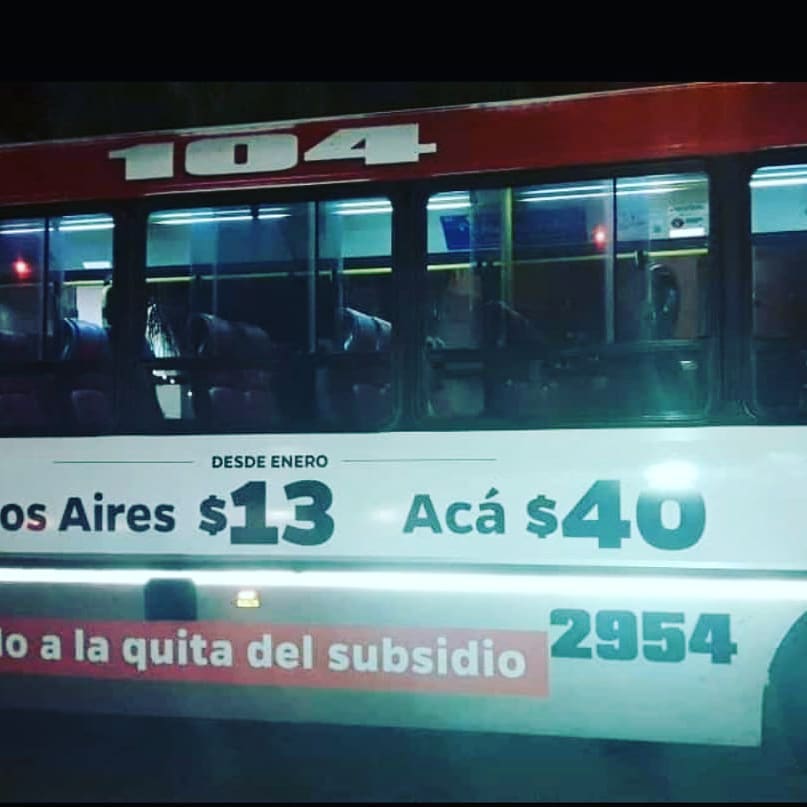 104
DESDE ENERO
os Aires $13 Acá $40
lo a la quita del subsidio
2954